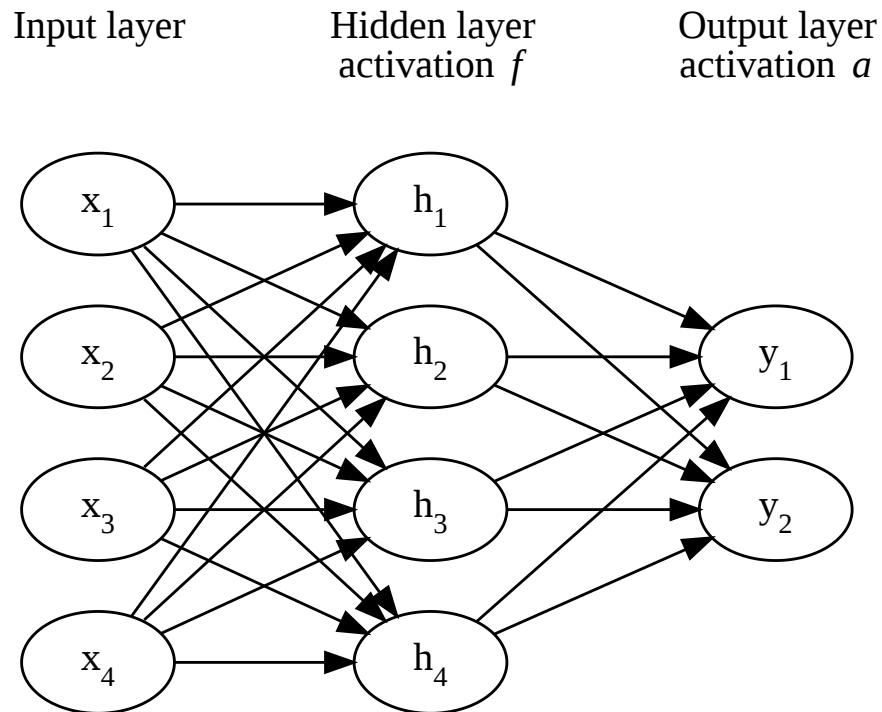 Input layer
Hidden layer
activation f
Output layer
activation a
x₁
h₁
x₂
h₂
y₁
x₃
h₃
y₂
x₄
h₄